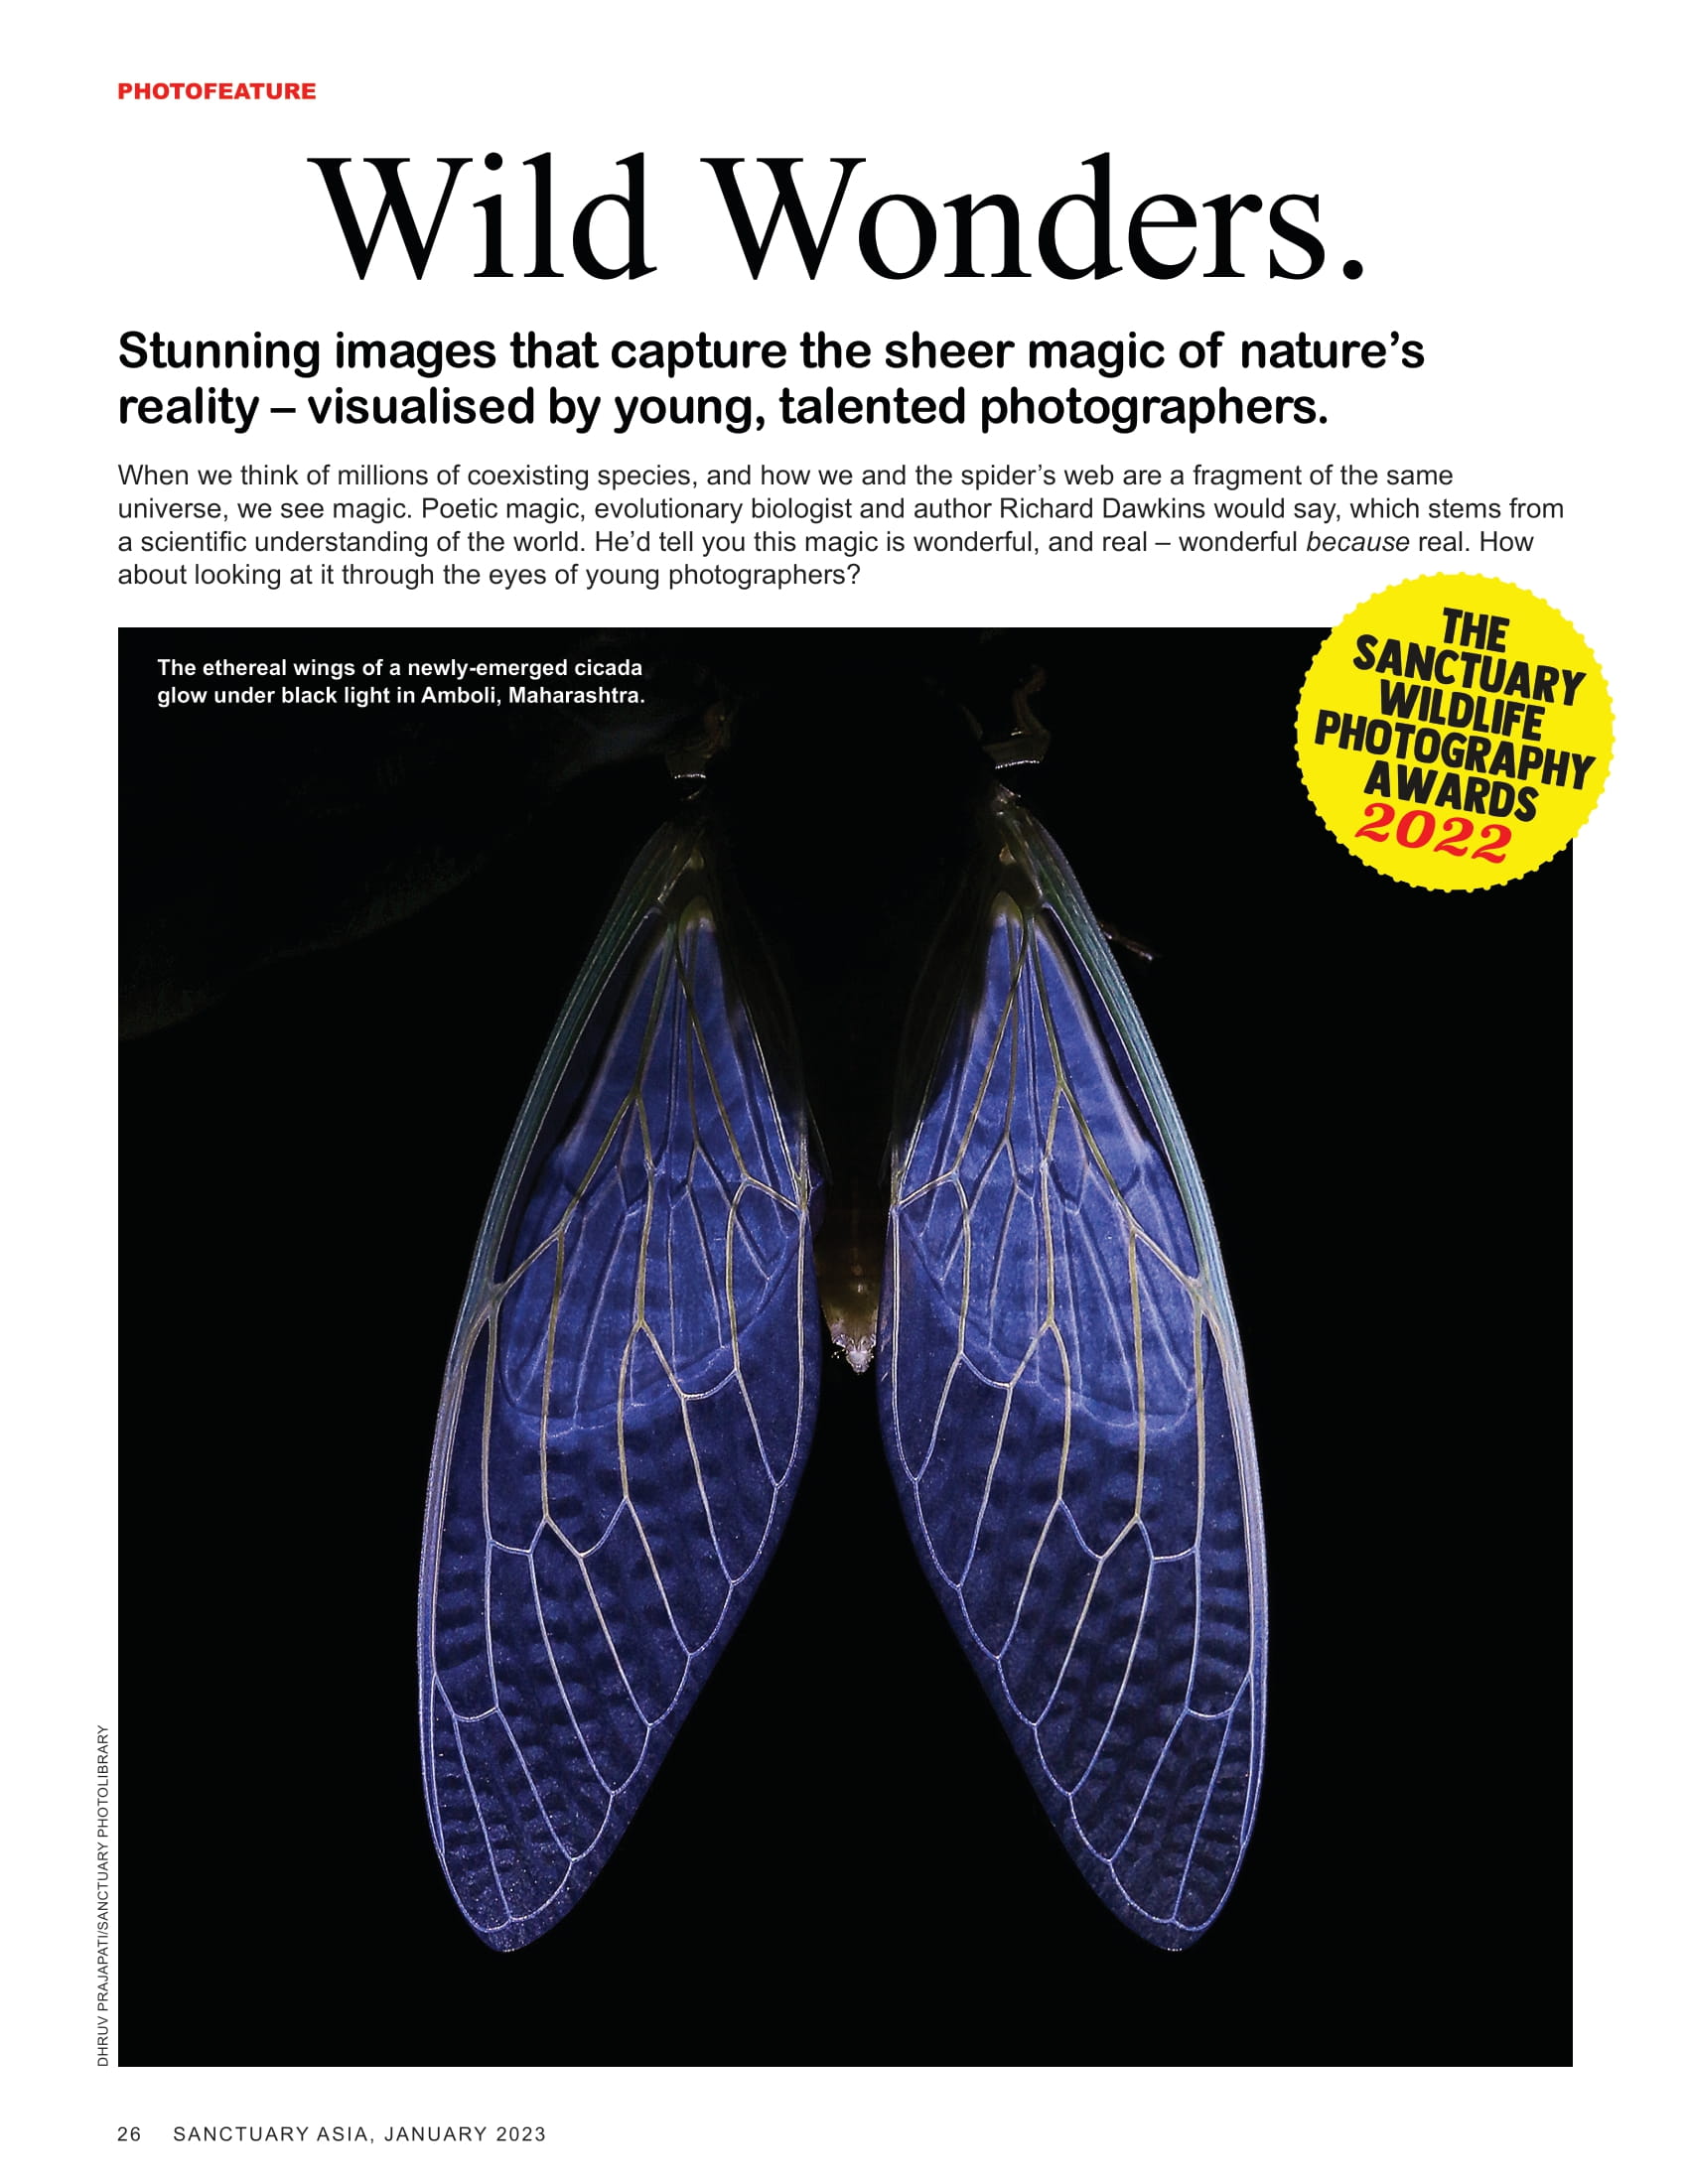 PHOTOFEATURE
Wild Wonders.
Stunning images that capture the sheer magic of nature’s
reality – visualised by young, talented photographers.
When we think of millions of coexisting species, and how we and the spider’s web are a fragment of the same
universe, we see magic. Poetic magic, evolutionary biologist and author Richard Dawkins would say, which stems from
a scientific understanding of the world. He’d tell you this magic is wonderful, and real – wonderful because real. How
about looking at it through the eyes of young photographers?
The ethereal wings of a newly-emerged cicada
glow under black light in Amboli, Maharashtra.
THE
SANCTUARY
WILDLIFE
PHOTOGRAPHY
AWARDS
2022
DHRUV PRAJAPATI/SANCTUARY PHOTOLIBRARY
26 SANCTUARY ASIA, JANUARY 2023